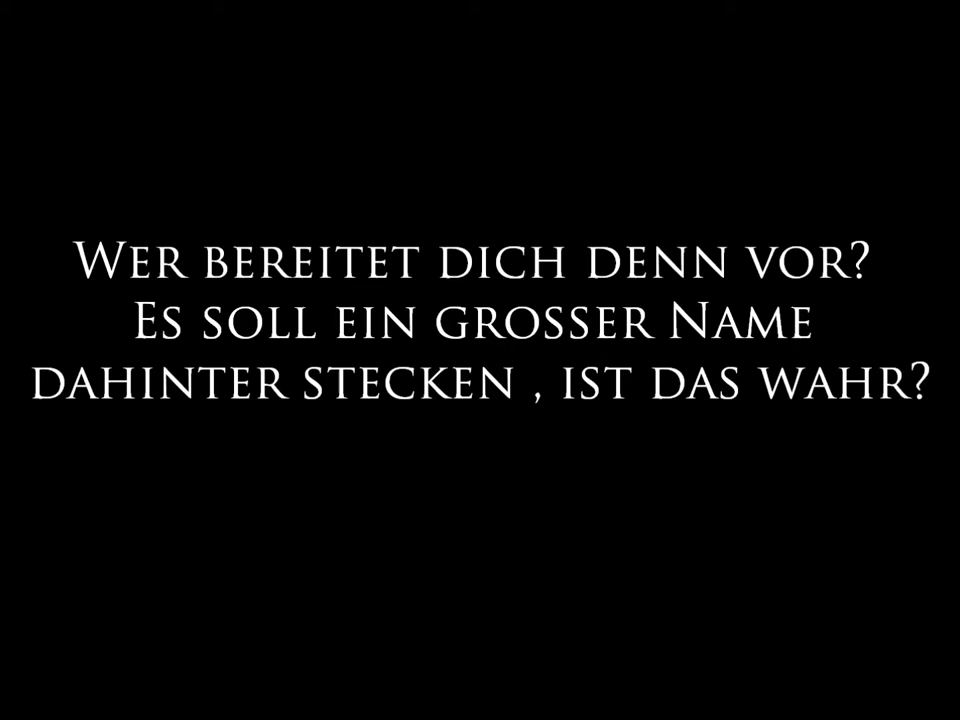 Wer bereitet dich denn vor?
Es soll ein grosser Name
dahinter stecken , ist das wahr?